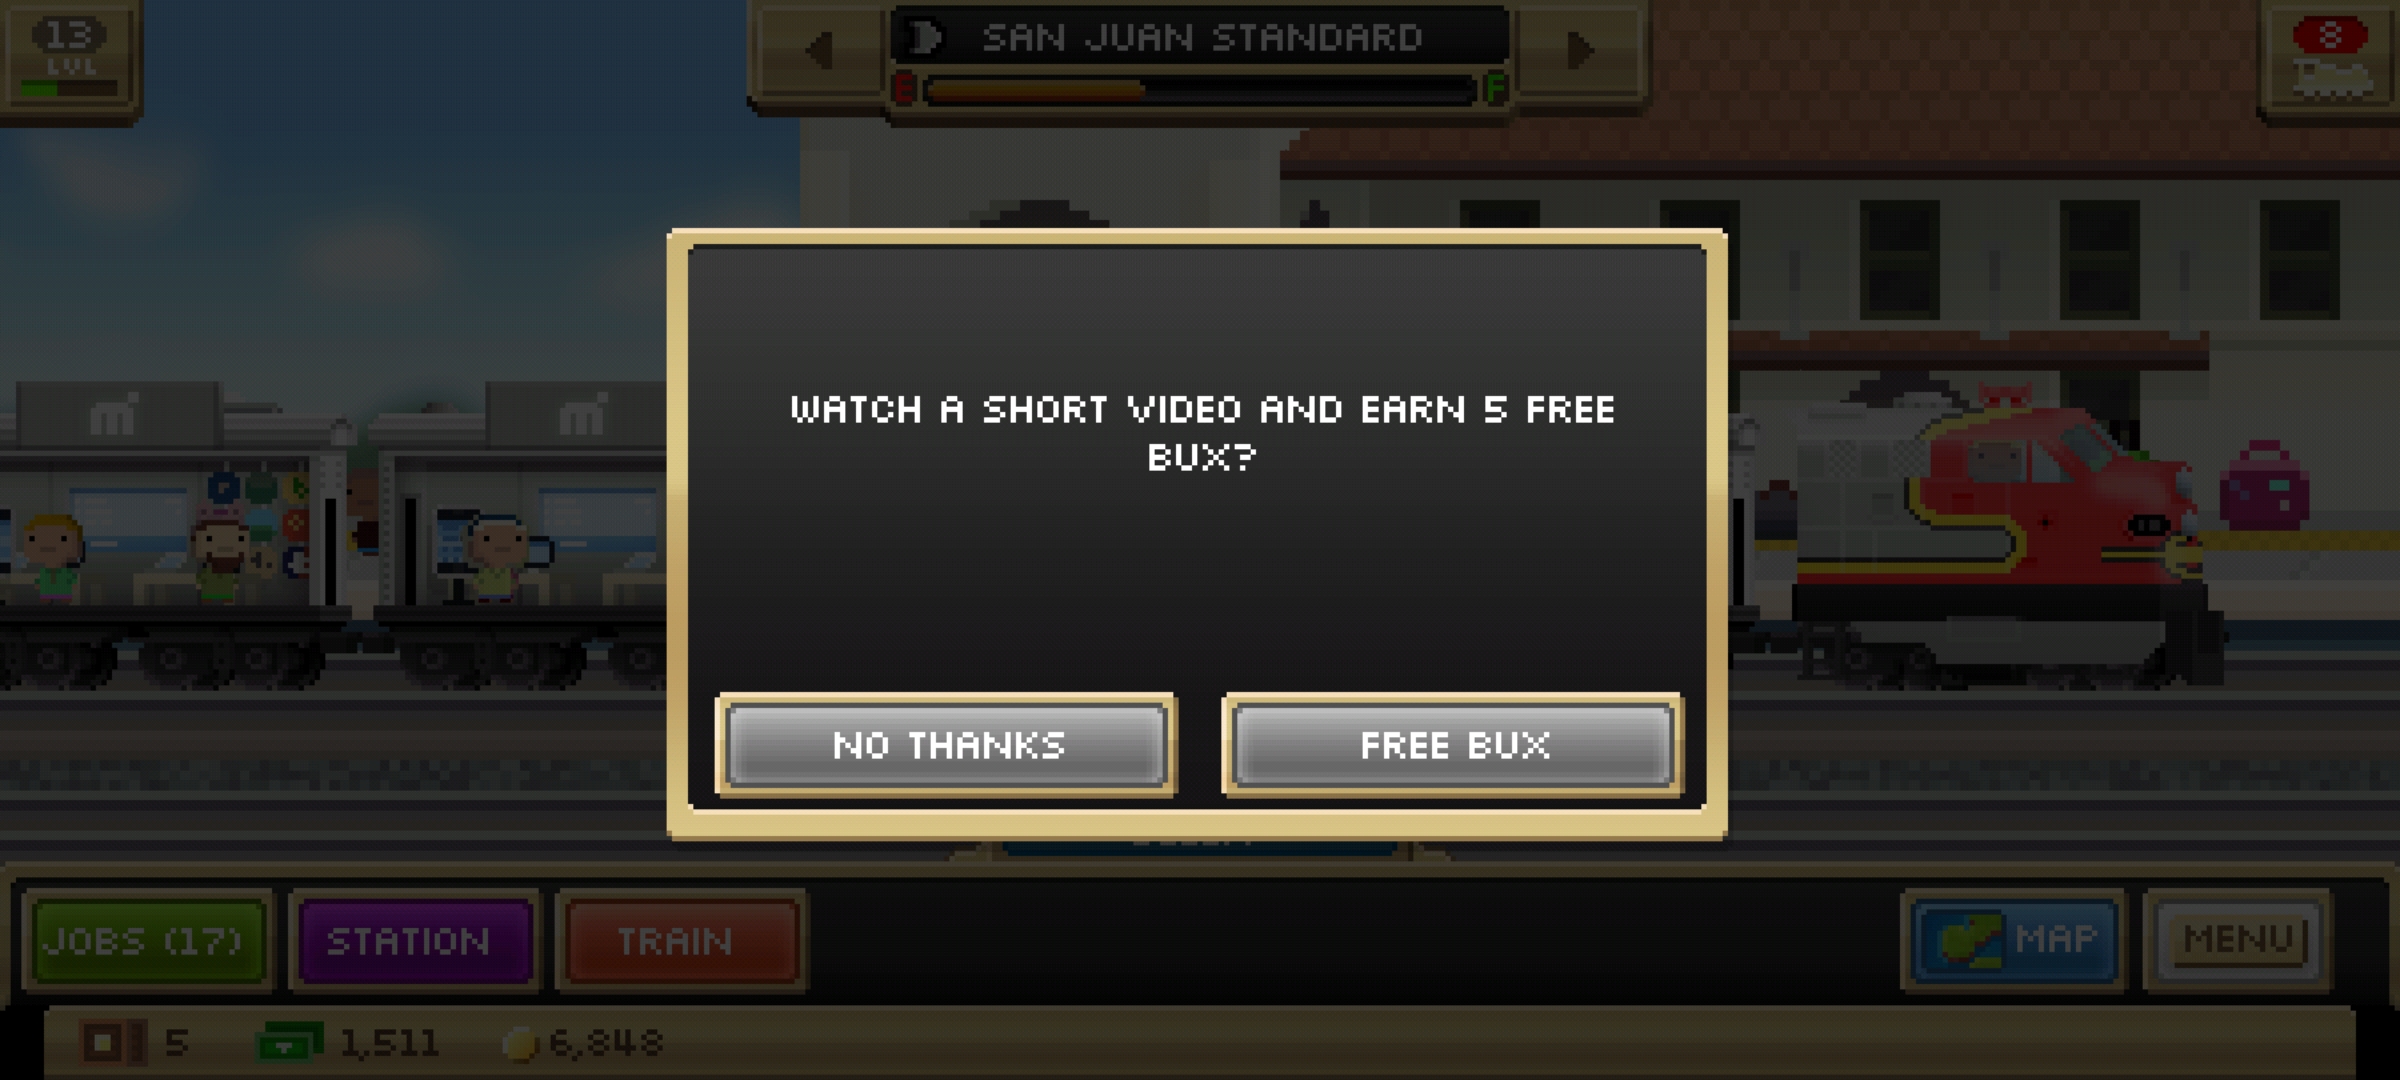 13
LVL
SAN JUAN STANDARD
E F
8
WATCH A SHORT VIDEO AND EARN 5 FREE
BUX?
NO THANKS
FREE BUX
JOBS (17)
STATION
TRAIN
MAP
MENU
5
1,511
6,848